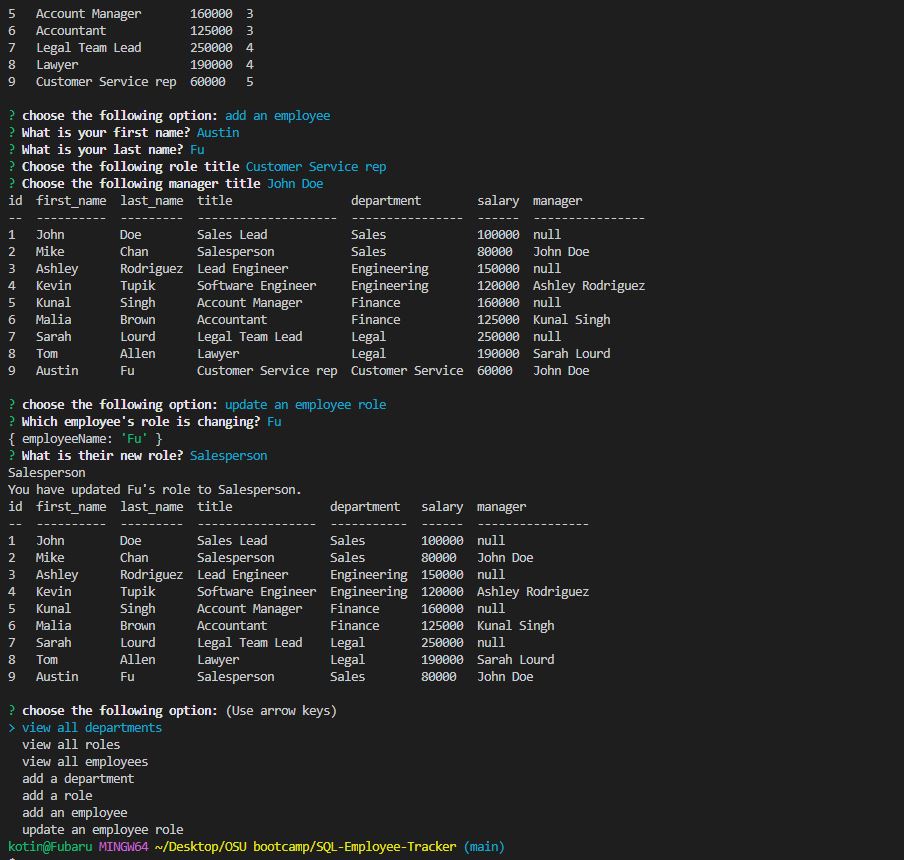 5   Account Manager       160000  3
6   Accountant            125000  3
7   Legal Team Lead       250000  4
8   Lawyer                190000  4
9   Customer Service rep  60000   5

? choose the following option: add an employee
? What is your first name? Austin
? What is your last name? Fu
? Choose the following role title Customer Service rep
? Choose the following manager title John Doe
id  first_name  last_name  title                 department        salary  manager
--  ----------  ---------  --------------------  ----------------  ------  ----------------
1   John        Doe        Sales Lead            Sales             100000  null
2   Mike        Chan       Salesperson           Sales             80000   John Doe
3   Ashley      Rodriguez  Lead Engineer         Engineering       150000  null
4   Kevin       Tupik      Software Engineer     Engineering       120000  Ashley Rodriguez
5   Kunal       Singh      Account Manager       Finance           160000  null
6   Malia       Brown      Accountant            Finance           125000  Kunal Singh
7   Sarah       Lourd      Legal Team Lead       Legal             250000  null
8   Tom         Allen      Lawyer                Legal             190000  Sarah Lourd
9   Austin      Fu         Customer Service rep  Customer Service  60000   John Doe

? choose the following option: update an employee role
? Which employee's role is changing? Fu
{ employeeName: 'Fu' }
? What is their new role? Salesperson
Salesperson
You have updated Fu's role to Salesperson.
id  first_name  last_name  title              department   salary  manager
--  ----------  ---------  -----------------  -----------  ------  ----------------
1   John        Doe        Sales Lead         Sales        100000  null
2   Mike        Chan       Salesperson        Sales        80000   John Doe
3   Ashley      Rodriguez  Lead Engineer      Engineering  150000  null
4   Kevin       Tupik      Software Engineer  Engineering  120000  Ashley Rodriguez
5   Kunal       Singh      Account Manager    Finance      160000  null
6   Malia       Brown      Accountant         Finance      125000  Kunal Singh
7   Sarah       Lourd      Legal Team Lead    Legal        250000  null
8   Tom         Allen      Lawyer             Legal        190000  Sarah Lourd
9   Austin      Fu         Salesperson        Sales        80000   John Doe

? choose the following option: (Use arrow keys)
> view all departments
  view all roles
  view all employees
  add a department
  add a role
  add an employee
  update an employee role
kotin@Fubaru MINGW64 ~/Desktop/OSU bootcamp/SQL-Employee-Tracker (main)